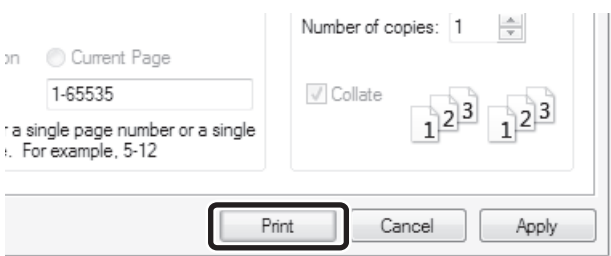 Number of copies: 1
on Current Page
1-65535
Collate
1 2 3 1 2 3
r a single page number or a single
e. For example, 5-12
Print Cancel Apply